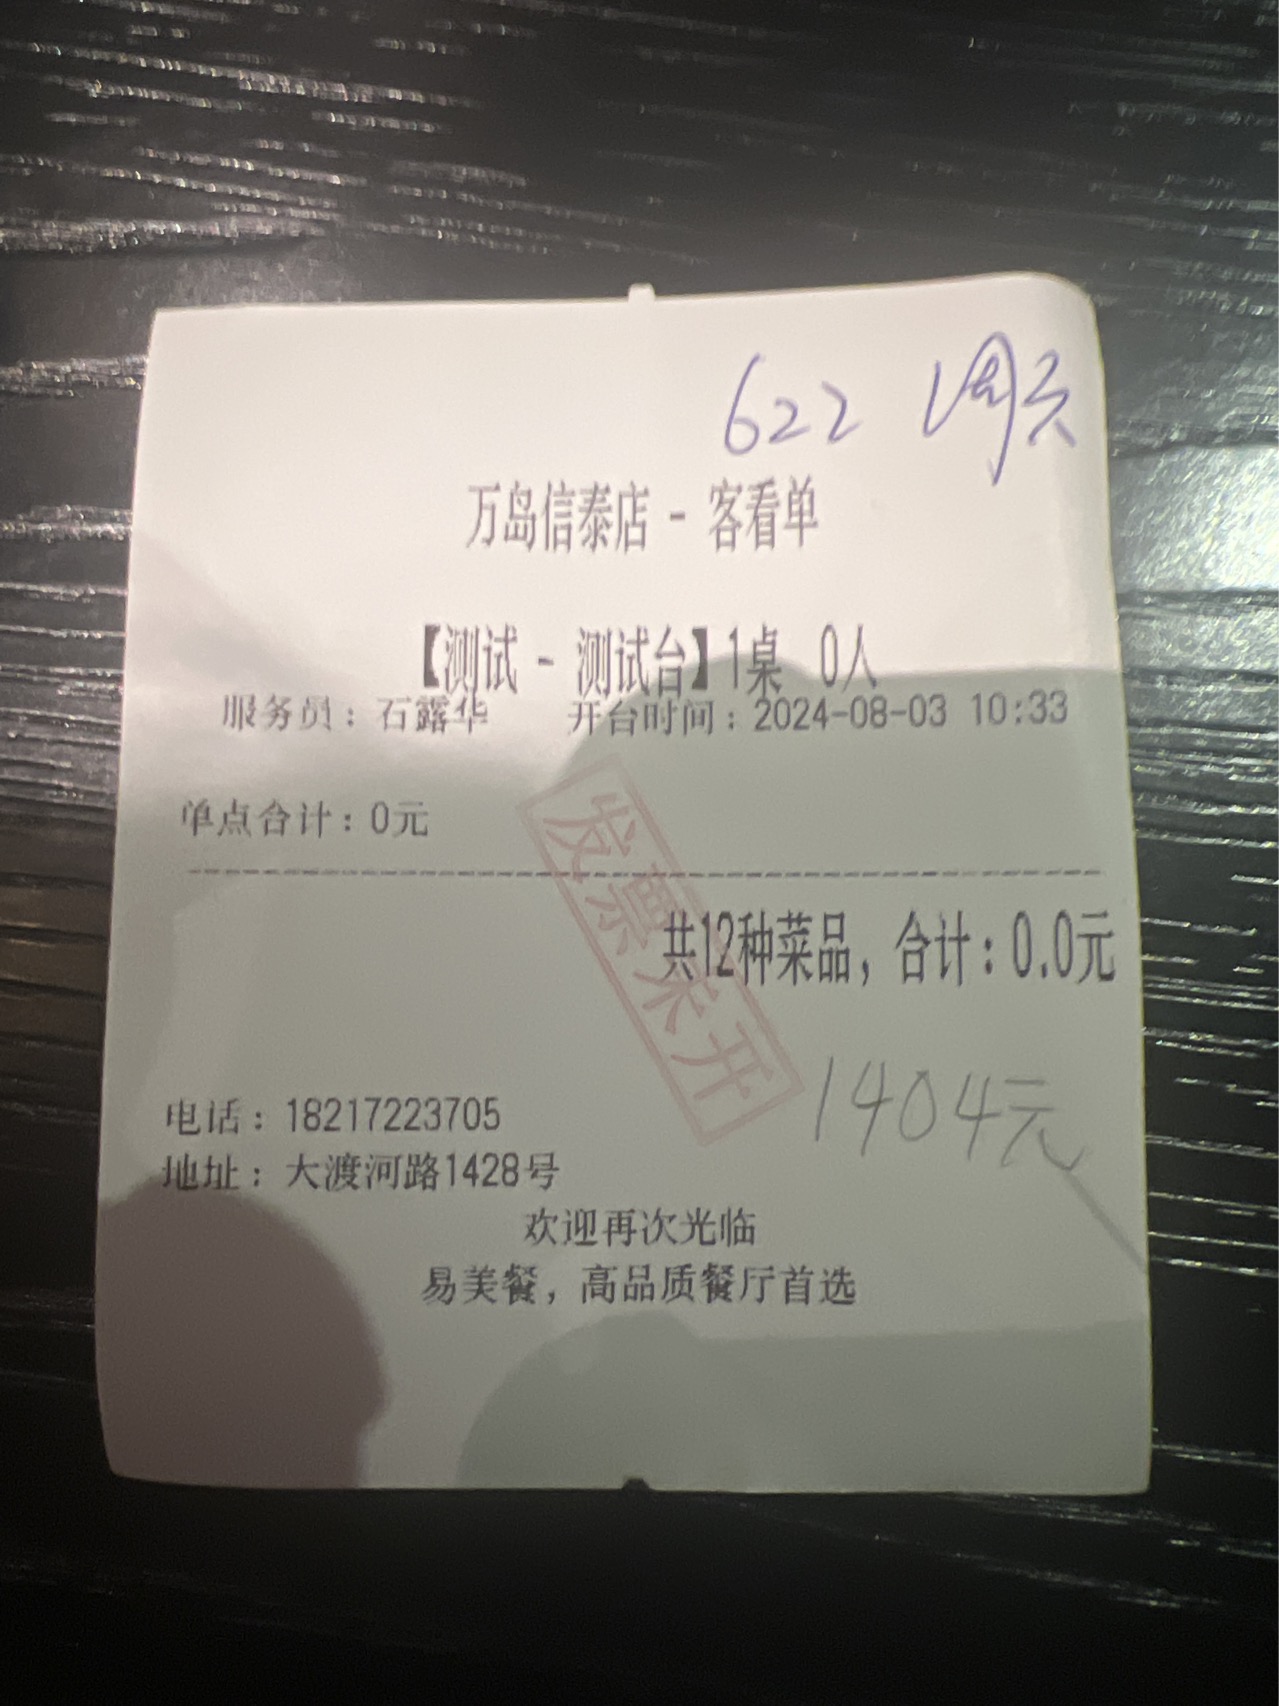 622 周六
万岛信泰店 - 客看单
【测试 - 测试台】1桌 0人
服务员：石露华 开台时间：2024-08-03 10:33
单点合计：0元
发票未开
共12种菜品，合计：0.0元
1404元
电话：18217223705
地址：大渡河路1428号
欢迎再次光临
易美餐，高品质餐厅首选